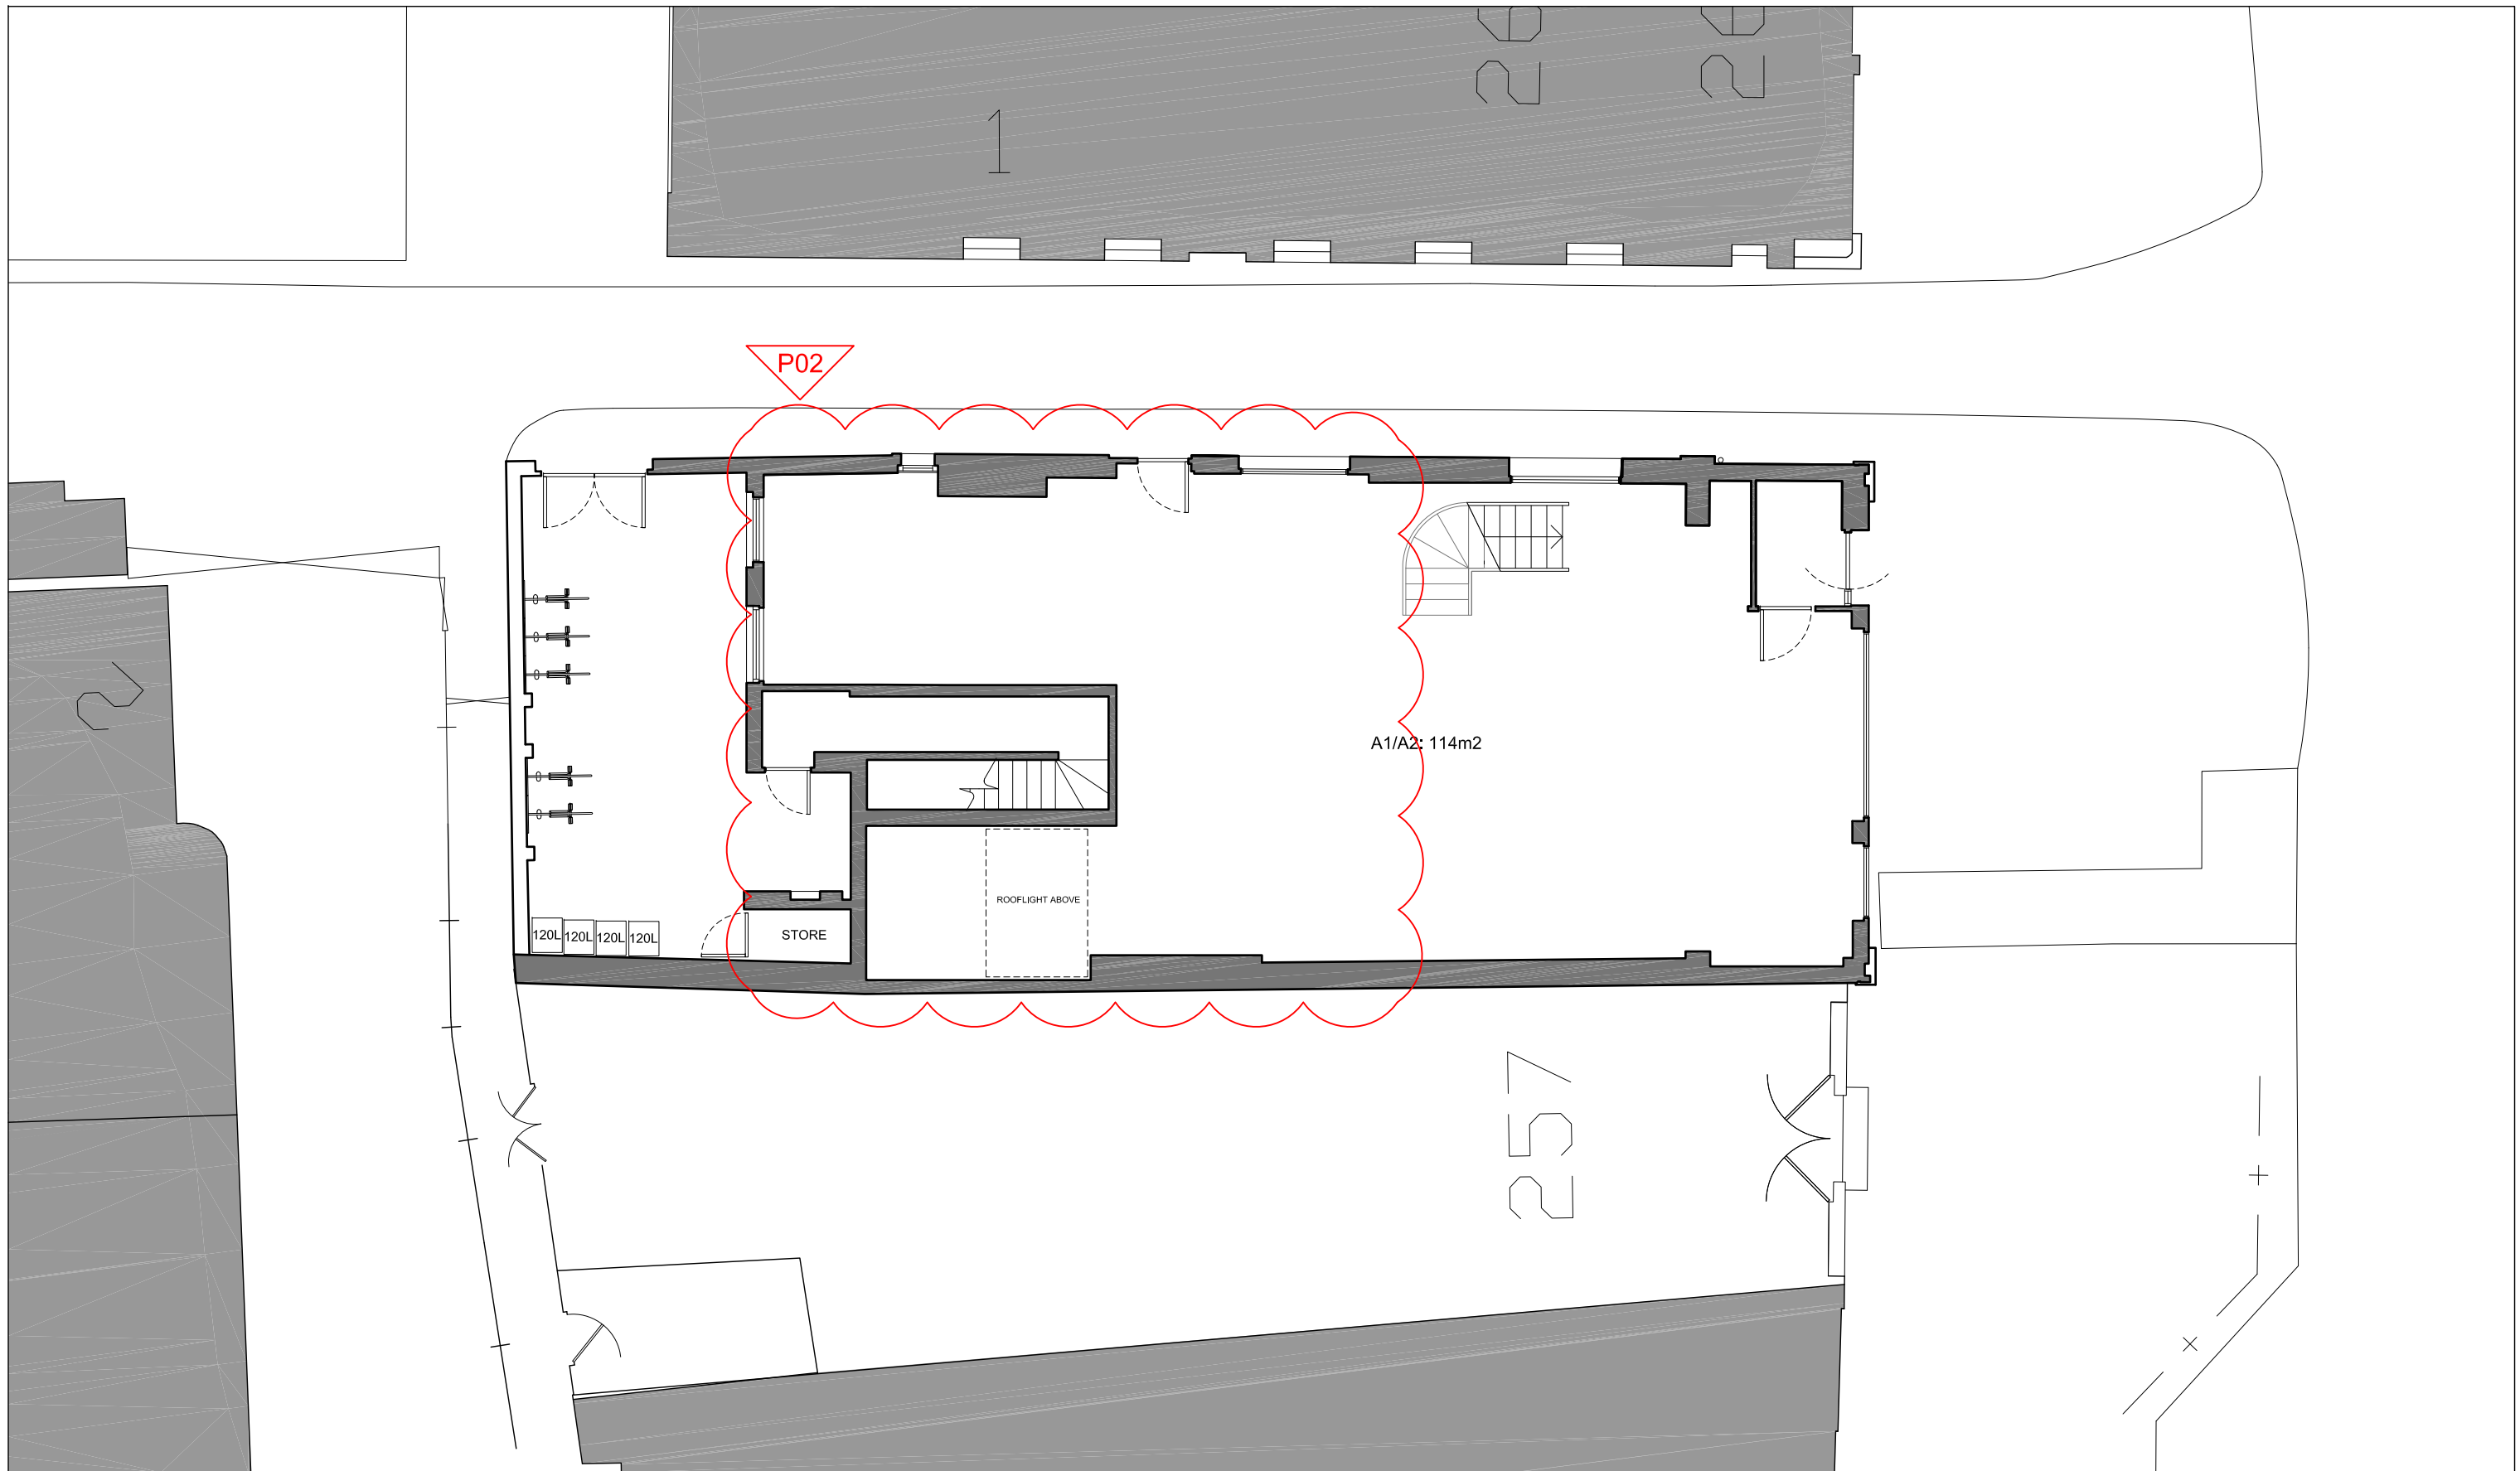 1
P02
A1/A2: 114m2
ROOFLIGHT ABOVE
120L 120L 120L 120L
STORE
257